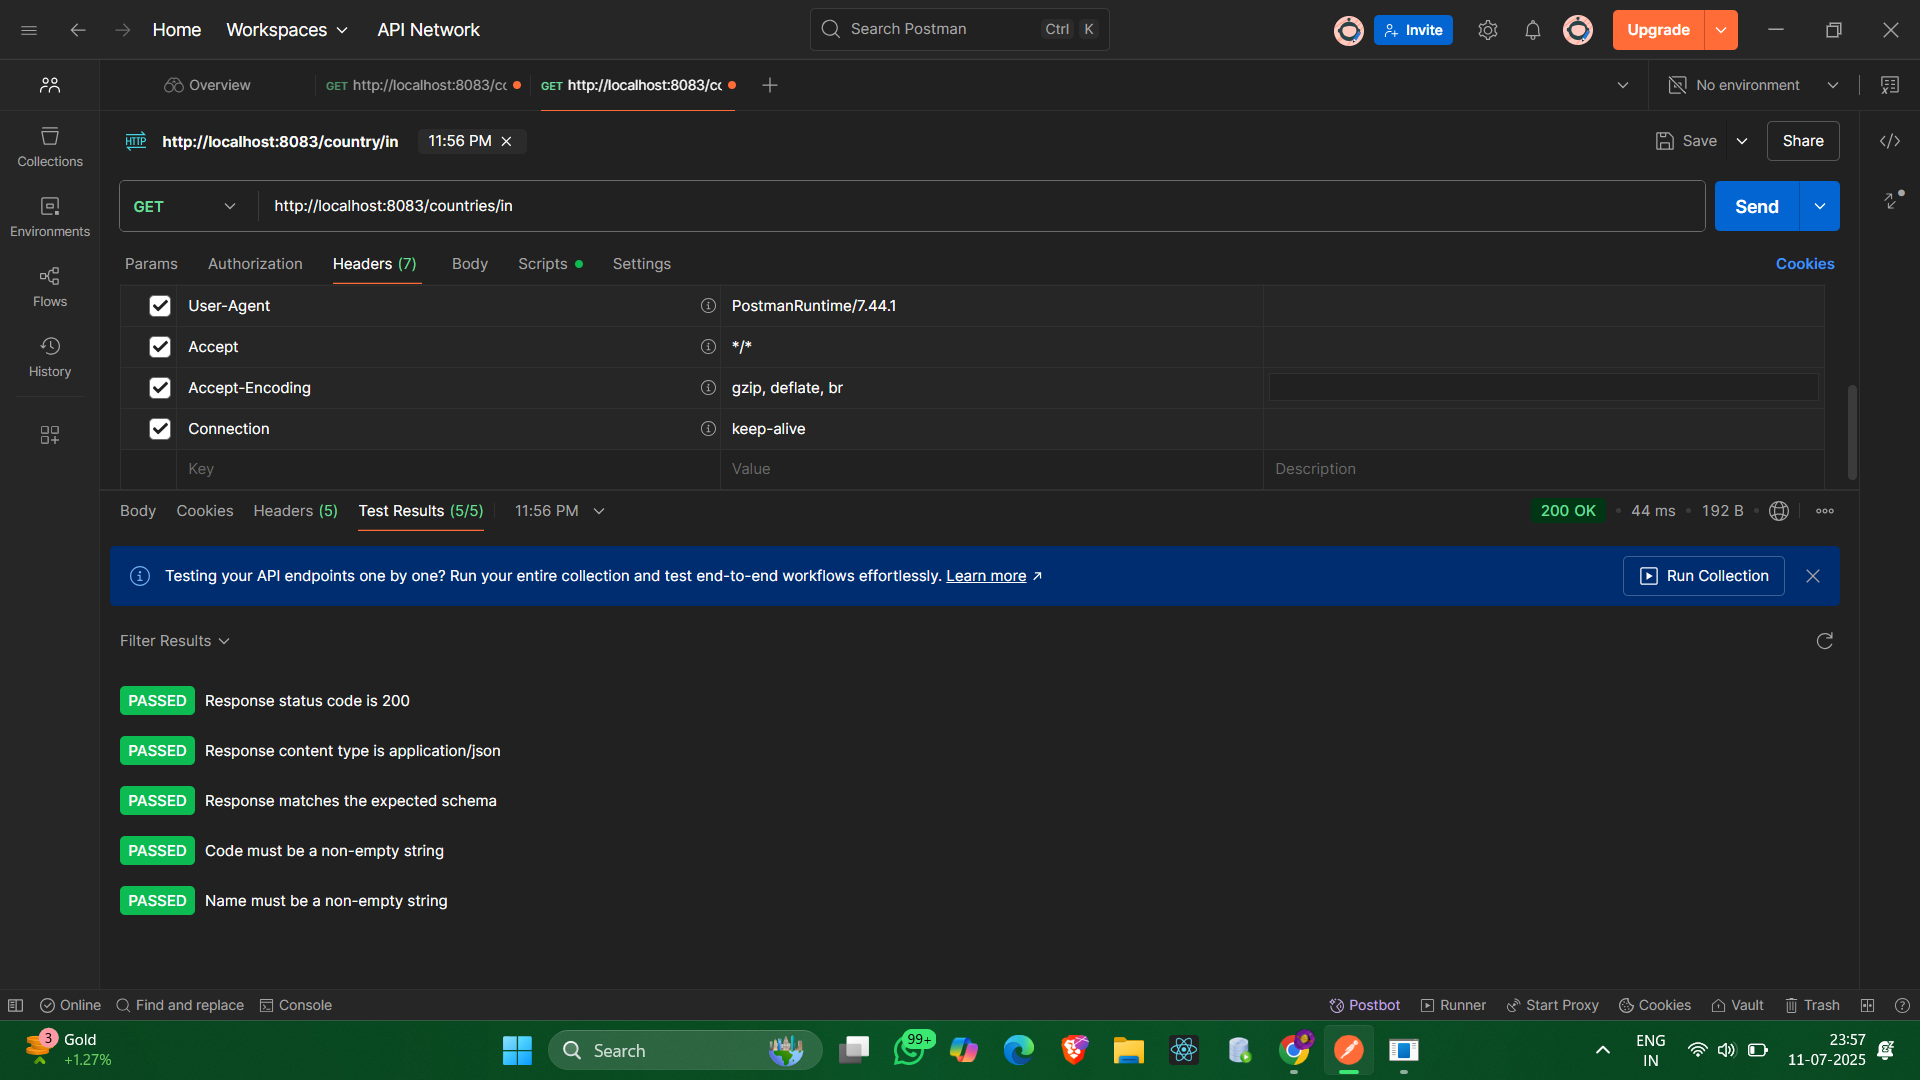 Home Workspaces API Network Search Postman Ctrl K Invite Upgrade
Overview GET http://localhost:8083/cc GET http://localhost:8083/cc No environment
HTTP http://localhost:8083/country/in 11:56 PM Save Share
GET http://localhost:8083/countries/in Send
Params Authorization Headers (7) Body Scripts Settings Cookies
User-Agent PostmanRuntime/7.44.1
Accept */*
Accept-Encoding gzip, deflate, br
Connection keep-alive
Key Value Description
Collections
Environments
Flows
History
Body Cookies Headers (5) Test Results (5/5) 11:56 PM 200 OK 44 ms 192 B
Testing your API endpoints one by one? Run your entire collection and test end-to-end workflows effortlessly. Learn more ↗ Run Collection
Filter Results
PASSED Response status code is 200
PASSED Response content type is application/json
PASSED Response matches the expected schema
PASSED Code must be a non-empty string
PASSED Name must be a non-empty string
Online Find and replace Console Postbot Runner Start Proxy Cookies Vault Trash
3 Gold
+1.27%
Search
99+
ENG
IN
23:57
11-07-2025